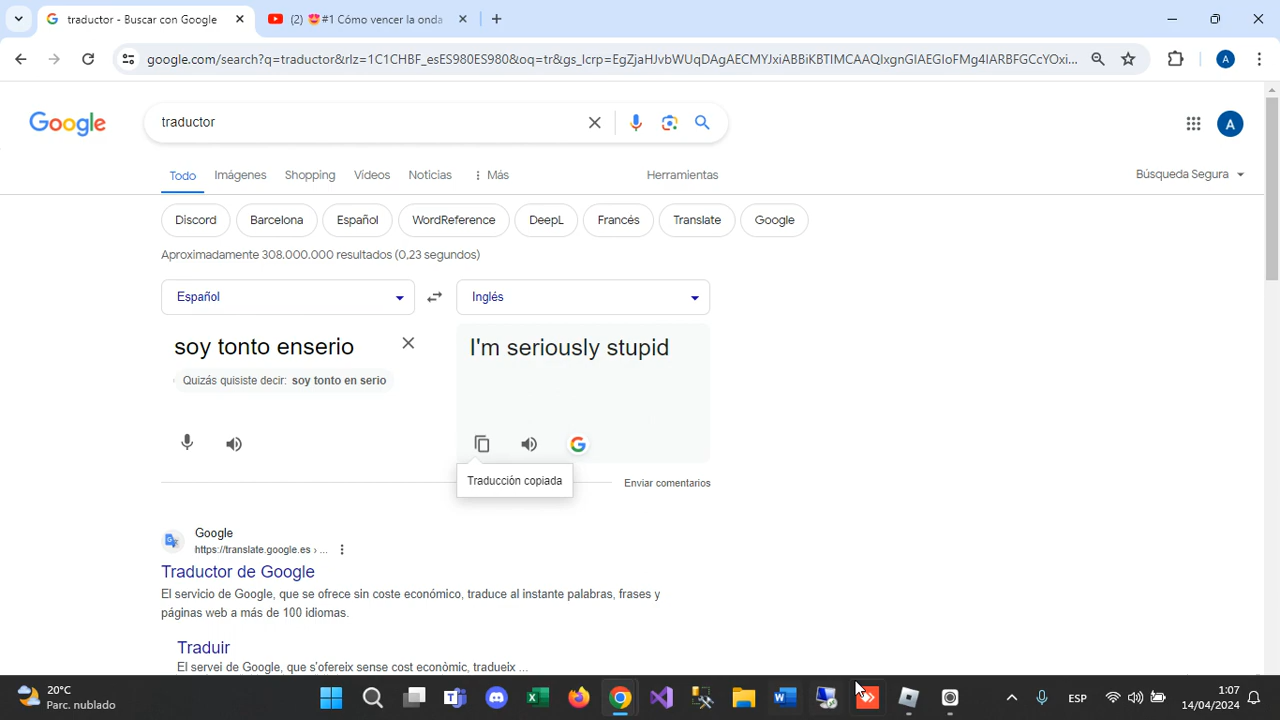 traductor - Buscar con Google
(2) 😍#1 Cómo vencer la onda
google.com/search?q=traductor&rlz=1C1CHBF_esES980ES980&oq=tr&gs_lcrp=EgZjaHJvbWUqDAgAECMYJxiABBiKBTIMCAAQIxgnGIAEGIoFMg4IARBFGCcYOxi...
A
Google
traductor
A
Todo
Imágenes
Shopping
Vídeos
Noticias
Más
Herramientas
Búsqueda Segura
Discord
Barcelona
Español
WordReference
DeepL
Francés
Translate
Google
Aproximadamente 308.000.000 resultados (0,23 segundos)
Español
Inglés
soy tonto enserio
I'm seriously stupid
Quizás quisiste decir: soy tonto en serio
Traducción copiada
Enviar comentarios
Google
https://translate.google.es › ...
Traductor de Google
El servicio de Google, que se ofrece sin coste económico, traduce al instante palabras, frases y
páginas web a más de 100 idiomas.
Traduir
El servei de Google, que s'ofereix sense cost econòmic, tradueix ...
20°C
Parc. nublado
ESP
1:07
14/04/2024